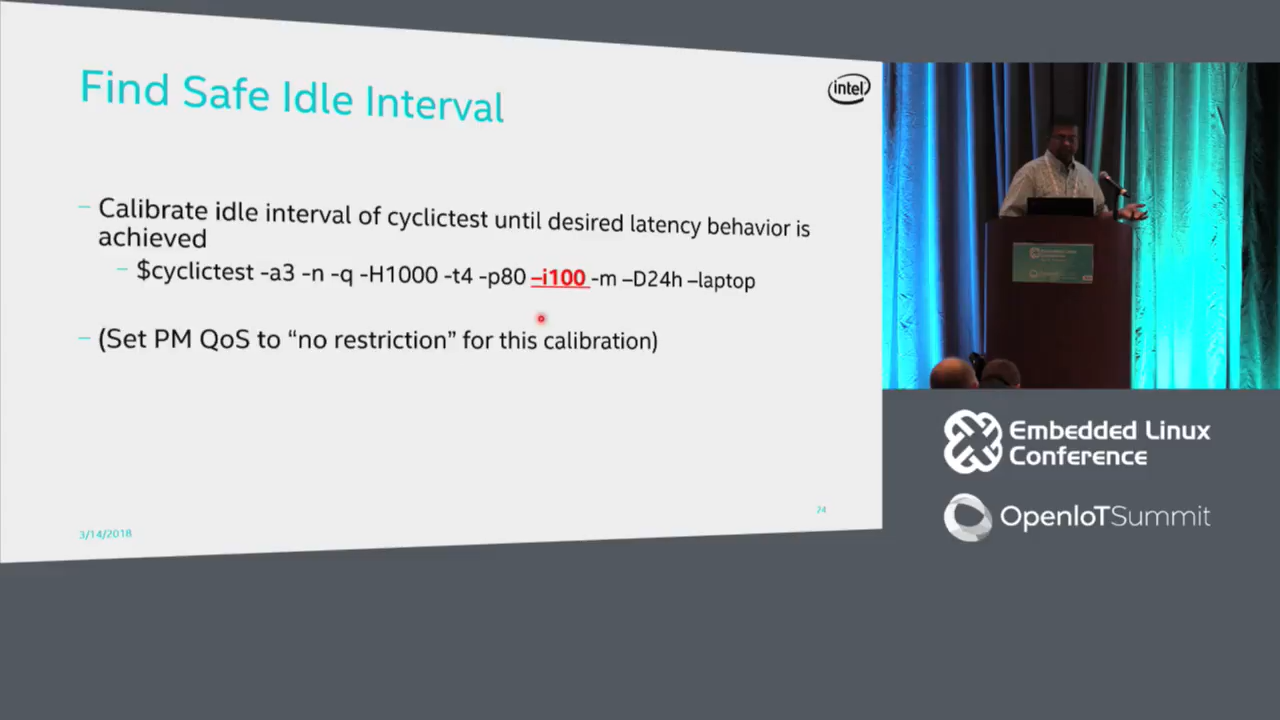 Find Safe Idle Interval
intel
– Calibrate idle interval of cyclictest until desired latency behavior is
achieved
– $cyclictest -a3 -n -q -H1000 -t4 -p80 –i100 -m –D24h –laptop
– (Set PM QoS to “no restriction” for this calibration)
24
3/14/2018
Embedded Linux
Conference
OpenIoTSummit